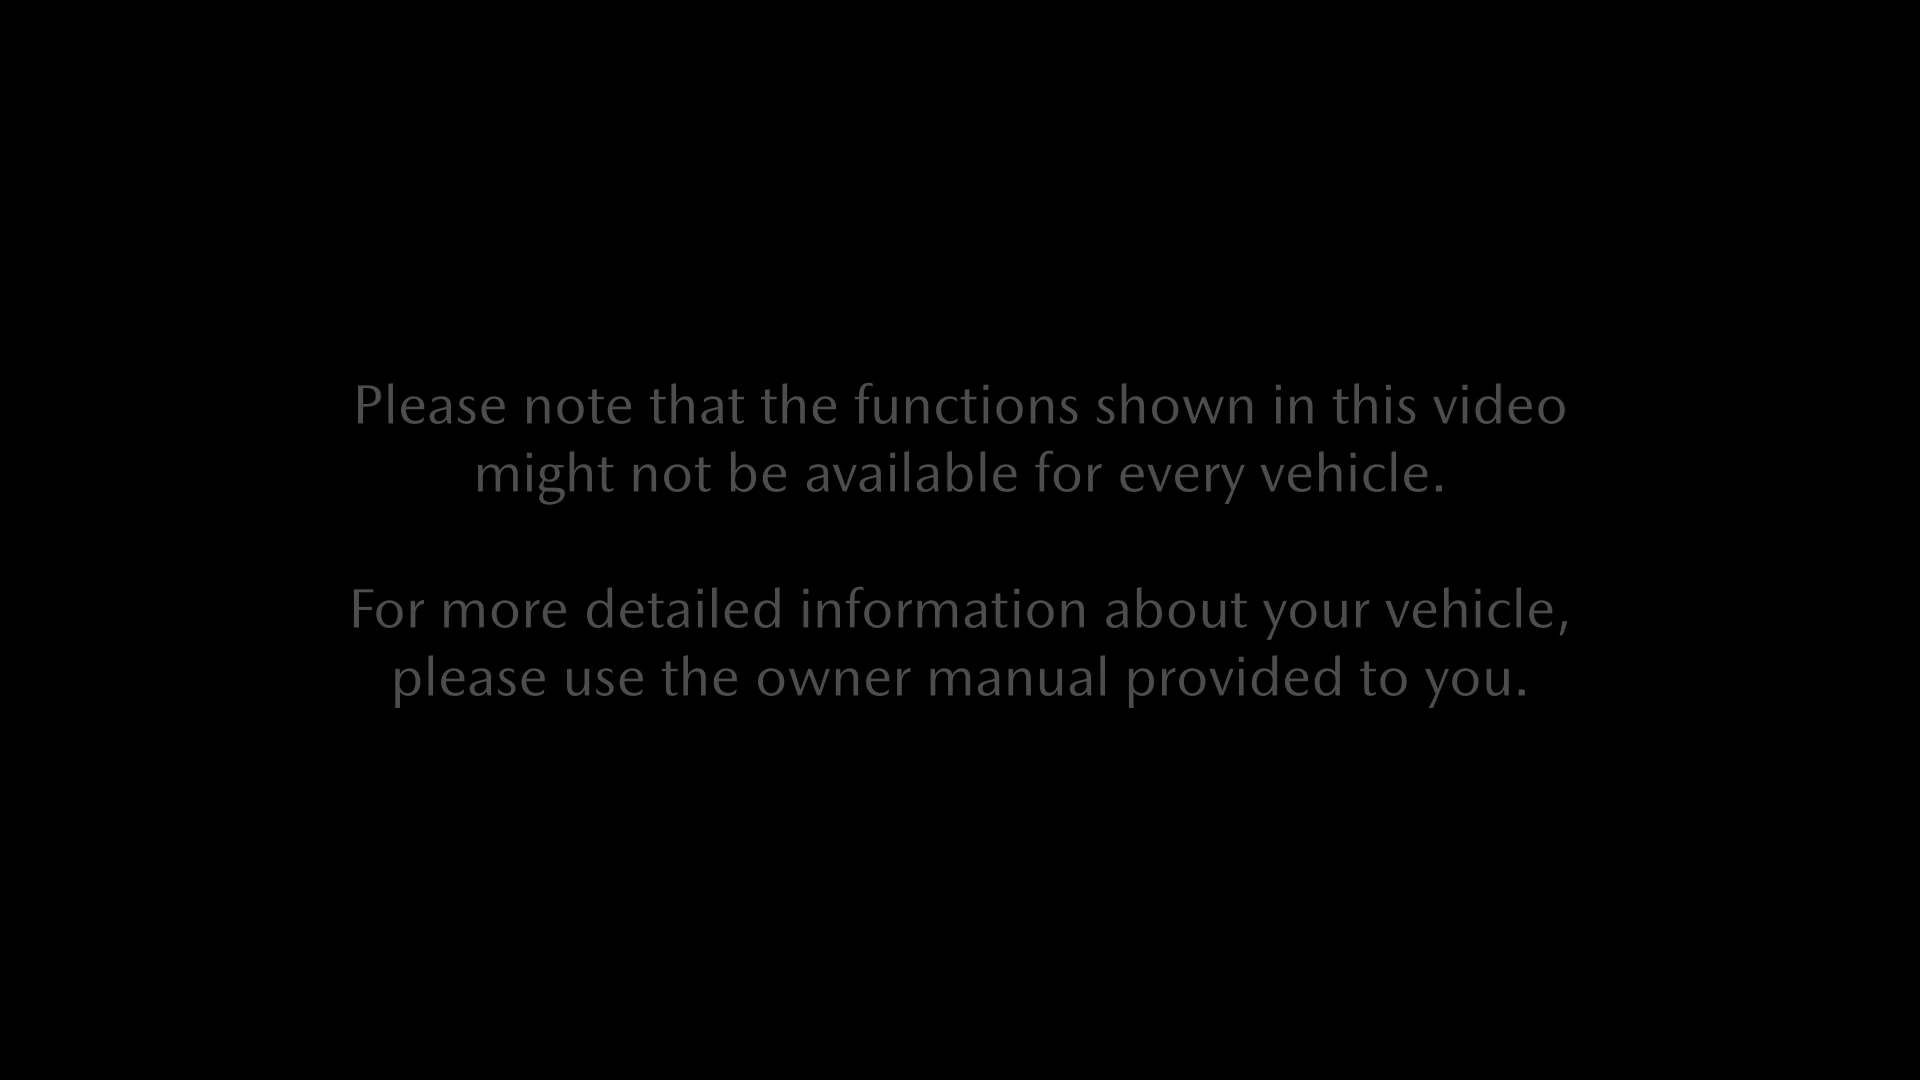 Please note that the functions shown in this video
might not be available for every vehicle.
For more detailed information about your vehicle,
please use the owner manual provided to you.